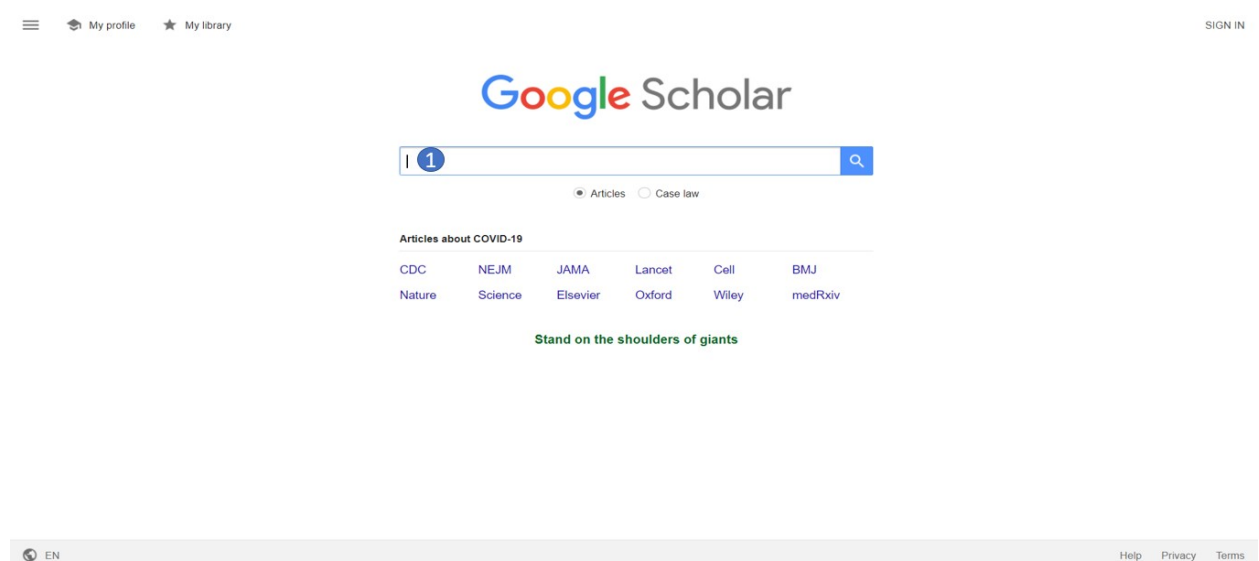 My profile My library SIGN IN
Google Scholar
1
Articles Case law
Articles about COVID-19
CDC NEJM JAMA Lancet Cell BMJ
Nature Science Elsevier Oxford Wiley medRxiv
Stand on the shoulders of giants
EN Help Privacy Terms